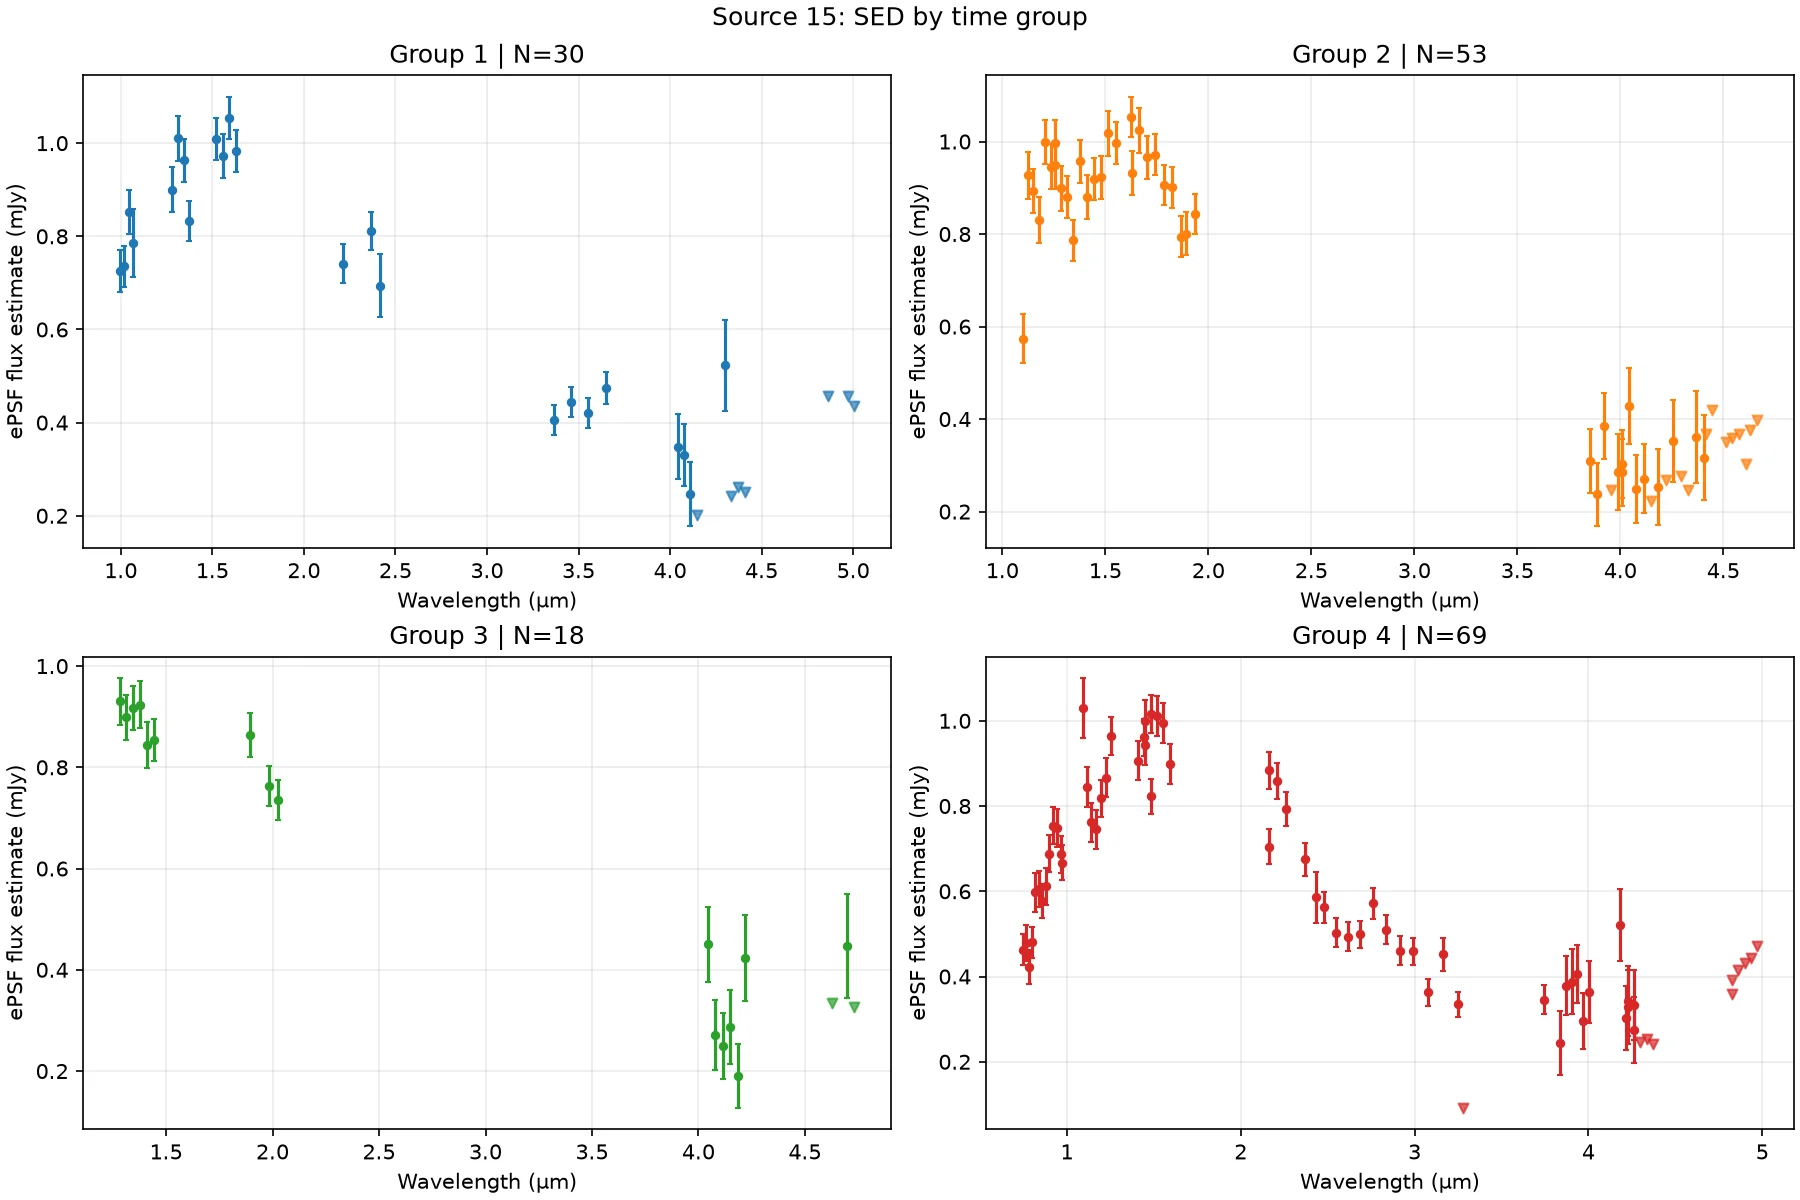 Source 15: SED by time group
Group 1 | N=30
Group 2 | N=53
ePSF flux estimate (mJy)
1.0
0.8
0.6
0.4
0.2
1.0 1.5 2.0 2.5 3.0 3.5 4.0 4.5 5.0
Wavelength (µm)
ePSF flux estimate (mJy)
1.0
0.8
0.6
0.4
0.2
1.0 1.5 2.0 2.5 3.0 3.5 4.0 4.5
Wavelength (µm)
Group 3 | N=18
Group 4 | N=69
ePSF flux estimate (mJy)
1.0
0.8
0.6
0.4
0.2
1.5 2.0 2.5 3.0 3.5 4.0 4.5
Wavelength (µm)
ePSF flux estimate (mJy)
1.0
0.8
0.6
0.4
0.2
1 2 3 4 5
Wavelength (µm)